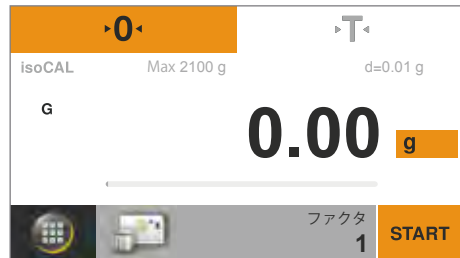 0 T
isoCAL Max 2100 g d=0.01 g
G
0.00 g
ファクタ
1
START